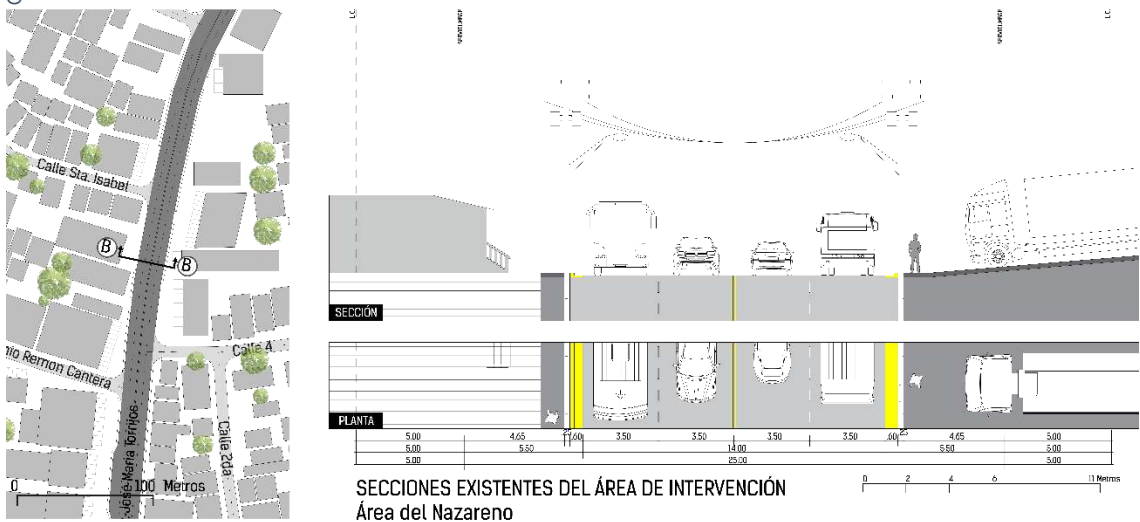 Calle Sta. Isabel
B
B
nio Remon Cantera
Calle 4
Calle 2da
José María Torrijos
0 100 Metros
L.C.
L.C.
SECCIÓN
PLANTA
5.00 4.65 .60 3.50 3.50 3.50 3.50 .60 4.65 5.00
5.00 5.50 14.00 5.50 5.00
5.00 25.00 5.00
SECCIONES EXISTENTES DEL ÁREA DE INTERVENCIÓN
Área del Nazareno
0 2 4 6 11 Metros